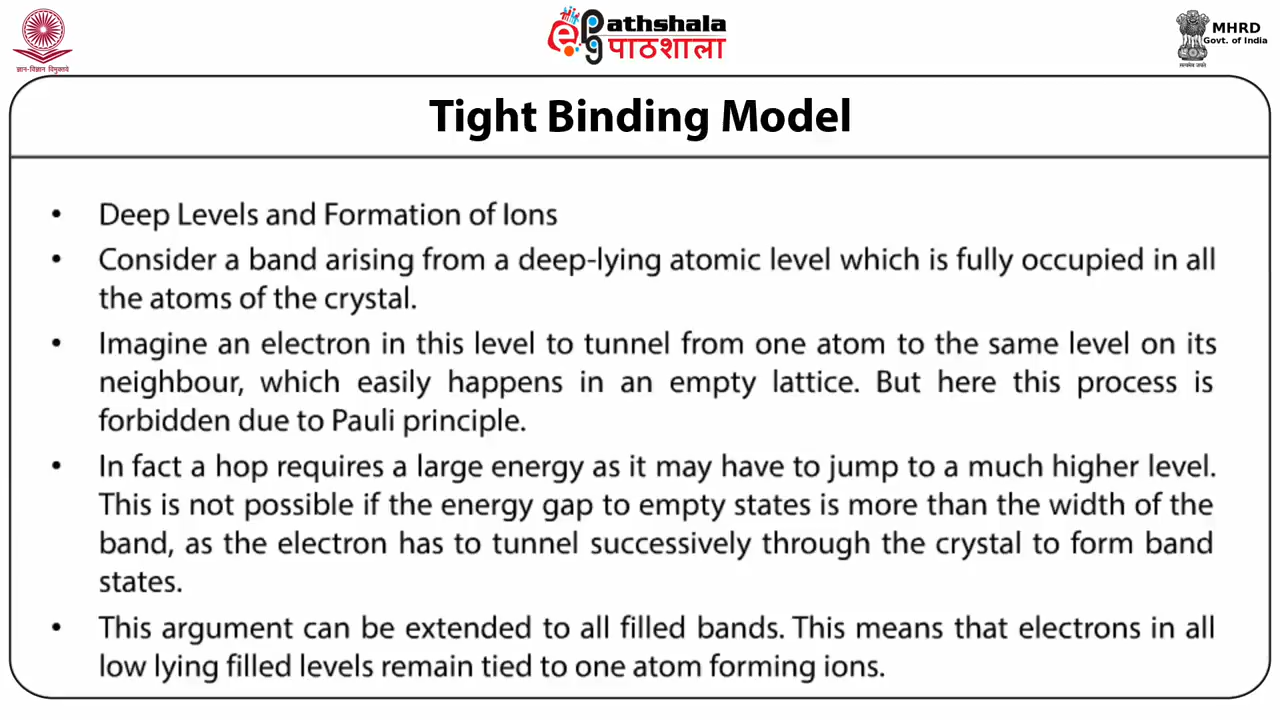 ePG Pathshala
पाठशाला
MHRD
Govt. of India
ज्ञान-विज्ञान विमुक्तये
सत्यमेव जयते
Tight Binding Model
• Deep Levels and Formation of Ions
• Consider a band arising from a deep-lying atomic level which is fully occupied in all
the atoms of the crystal.
• Imagine an electron in this level to tunnel from one atom to the same level on its
neighbour, which easily happens in an empty lattice. But here this process is
forbidden due to Pauli principle.
• In fact a hop requires a large energy as it may have to jump to a much higher level.
This is not possible if the energy gap to empty states is more than the width of the
band, as the electron has to tunnel successively through the crystal to form band
states.
• This argument can be extended to all filled bands. This means that electrons in all
low lying filled levels remain tied to one atom forming ions.